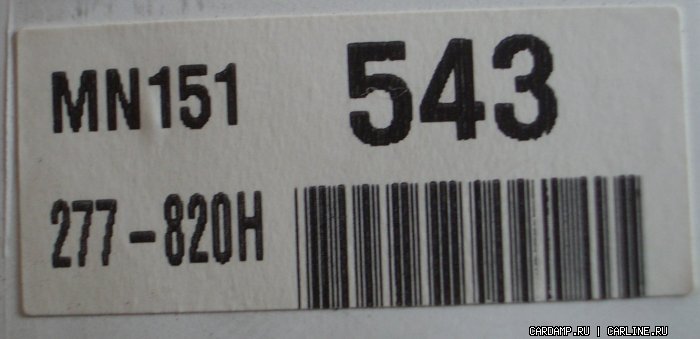 MN151 543
277-820H
CARDAMP.RU | CARLINE.RU